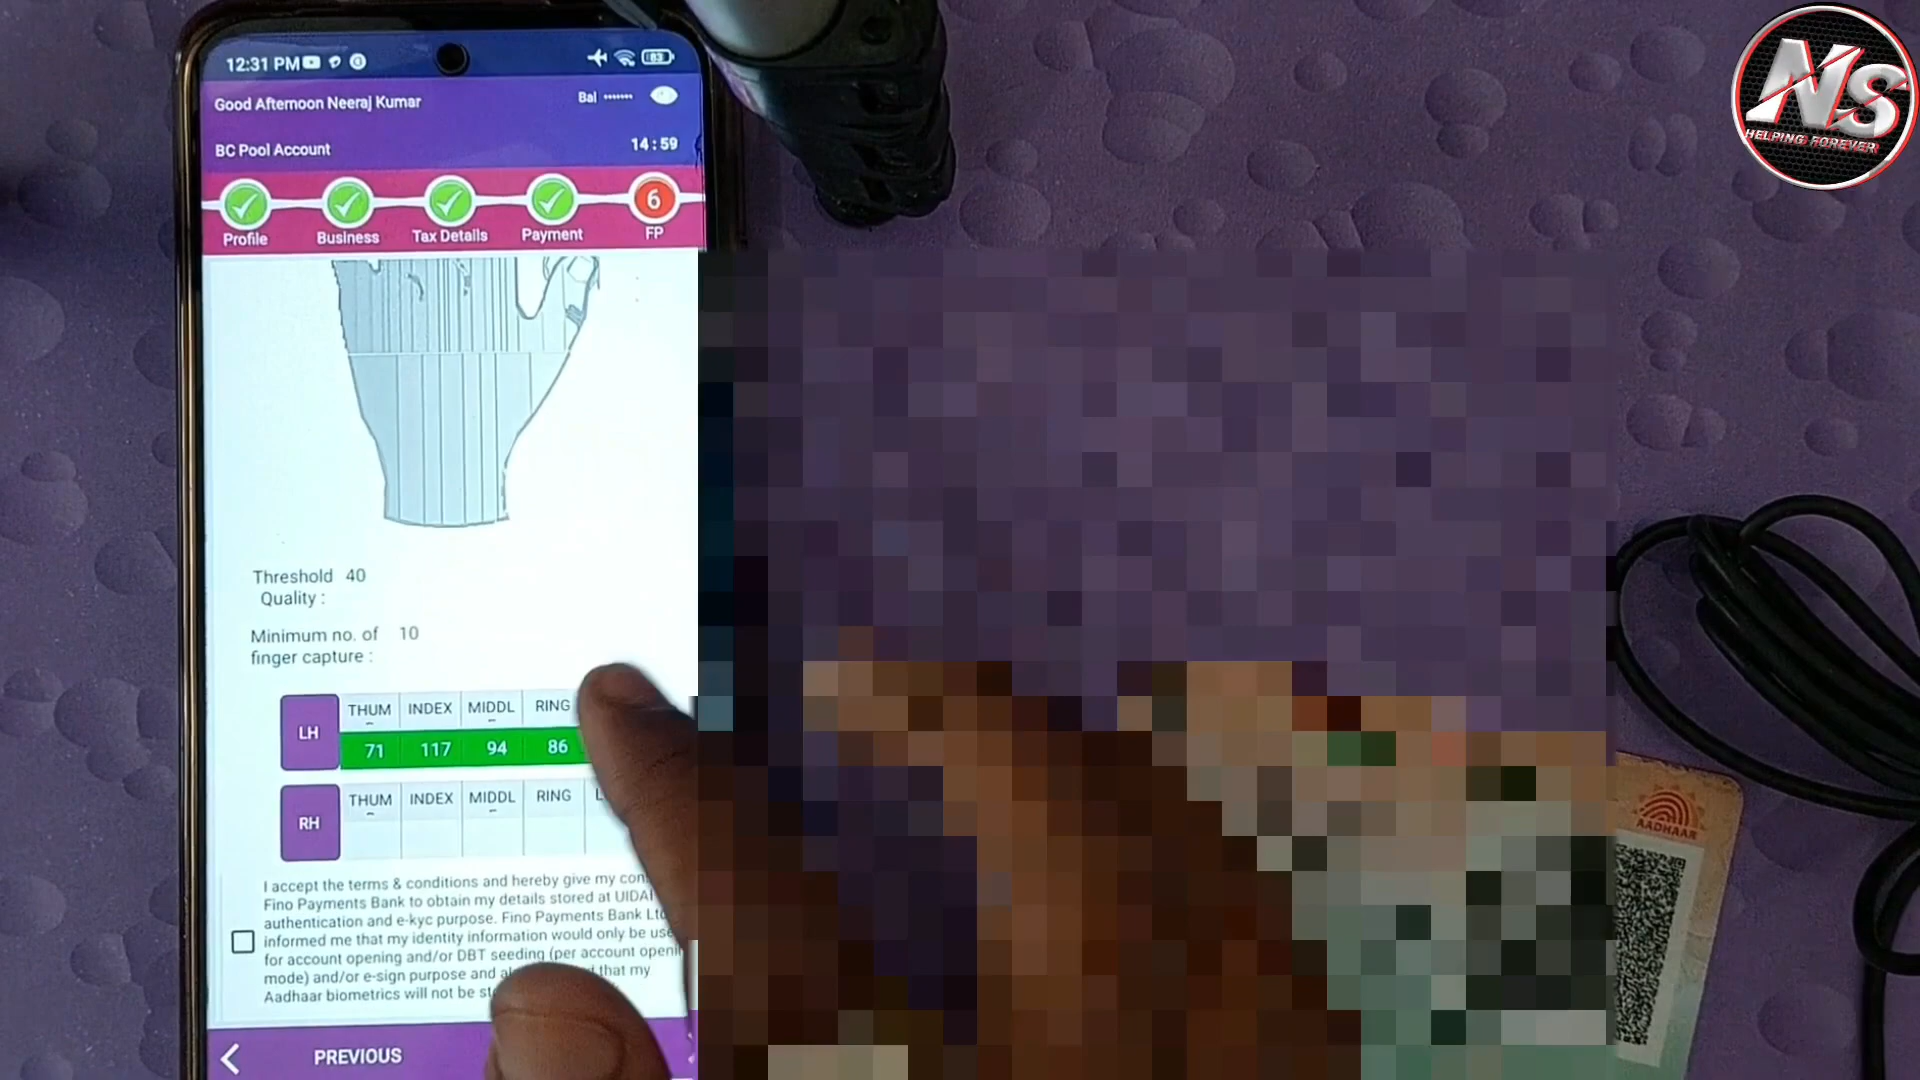 12:31 PM
83
Good Afternoon Neeraj Kumar
Bal .......
BC Pool Account
14:59
6
Profile
Business
Tax Details
Payment
FP
Threshold 40
Quality :
Minimum no. of 10
finger capture :
LH
THUM
INDEX
MIDDL
RING
71
117
94
86
RH
THUM
INDEX
MIDDL
RING
L
I accept the terms & conditions and hereby give my
Fino Payments Bank to obtain my details stored at UIDAI
authentication and e-kyc purpose. Fino Payments Bank
informed me that my identity information would only be
for account opening and/or DBT seeding (per account
mode) and/or e-sign purpose and that my
Aadhaar biometrics will not be
PREVIOUS
NS
HELPING FOREVER
AADHAAR